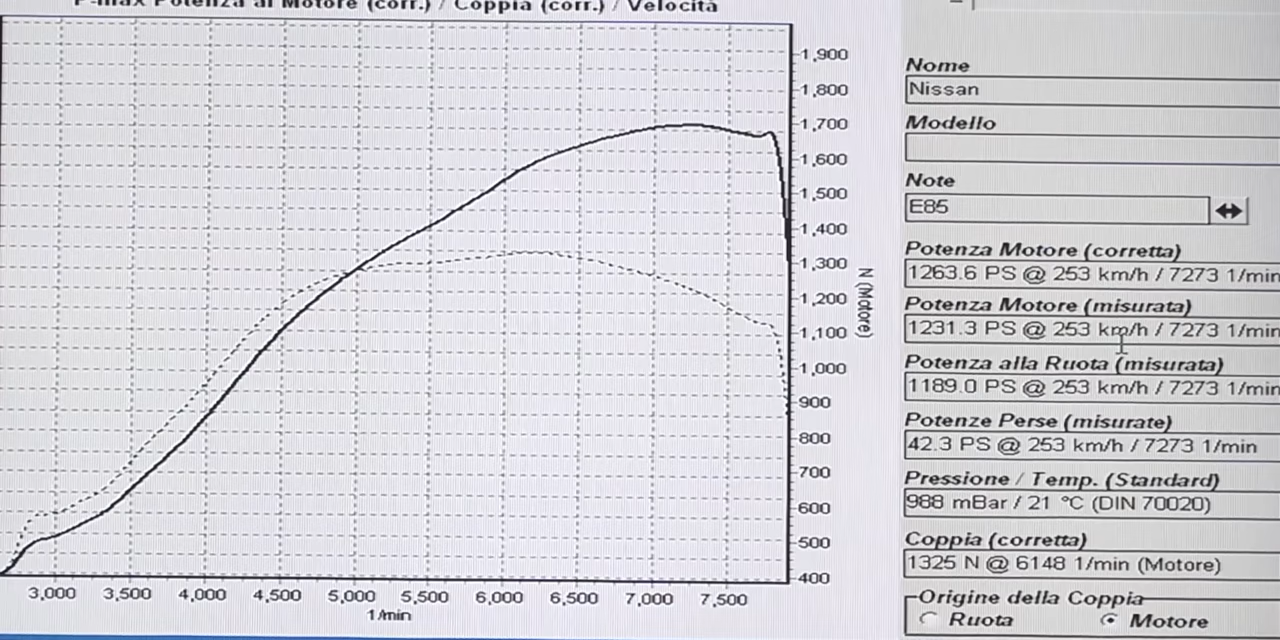 P-max Potenza al Motore (corr.) / Coppia (corr.) / Velocità
1,900
1,800
1,700
1,600
1,500
1,400
1,300
1,200
1,100
1,000
900
800
700
600
500
400
N (Motore)
3,000
3,500
4,000
4,500
5,000
5,500
6,000
6,500
7,000
7,500
1/min
Nome
Nissan
Modello
Note
E85
Potenza Motore (corretta)
1263.6 PS @ 253 km/h / 7273 1/min
Potenza Motore (misurata)
1231.3 PS @ 253 km/h / 7273 1/min
Potenza alla Ruota (misurata)
1189.0 PS @ 253 km/h / 7273 1/min
Potenze Perse (misurate)
42.3 PS @ 253 km/h / 7273 1/min
Pressione / Temp. (Standard)
988 mBar / 21 °C (DIN 70020)
Coppia (corretta)
1325 N @ 6148 1/min (Motore)
Origine della Coppia
Ruota
Motore